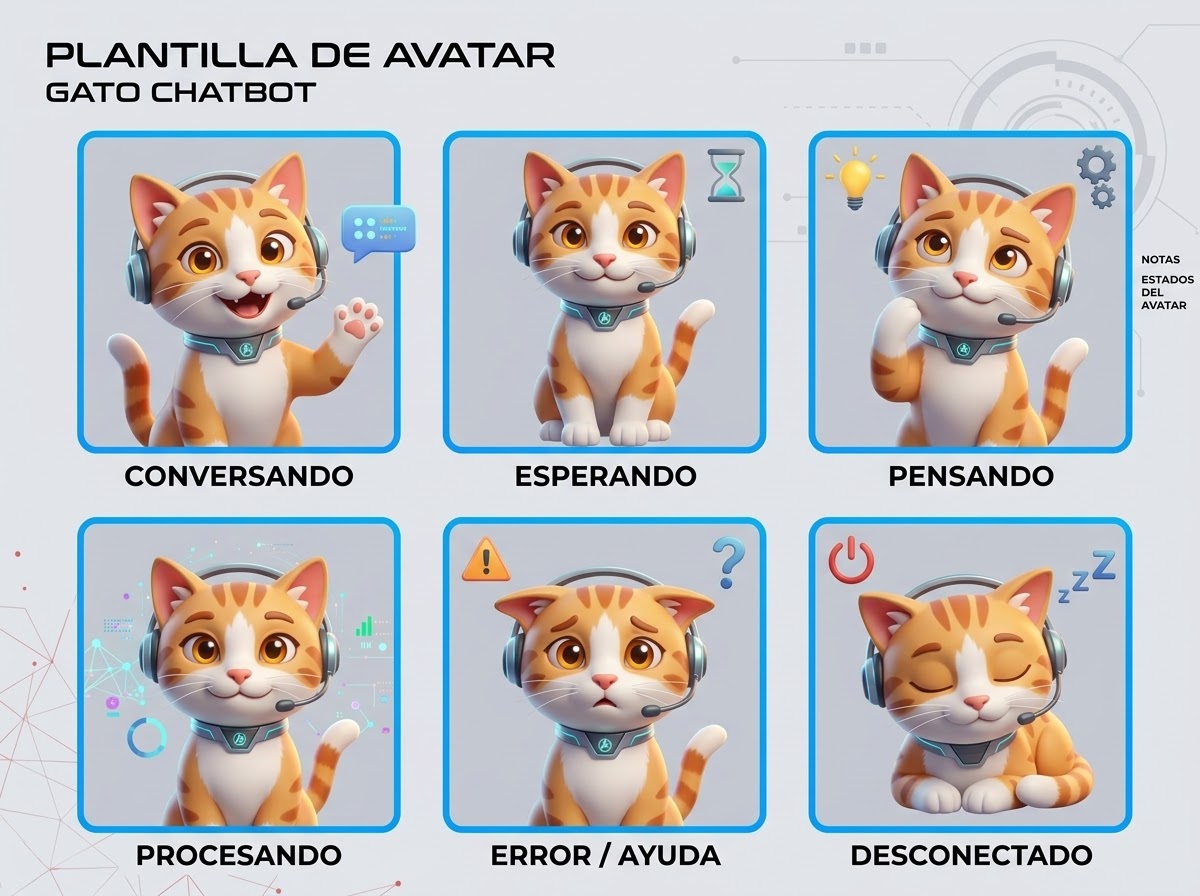 PLANTILLA DE AVATAR
GATO CHATBOT
NOTAS
ESTADOS
DEL
AVATAR
CONVERSANDO
ESPERANDO
PENSANDO
Z
Z
Z
PROCESANDO
ERROR / AYUDA
DESCONECTADO